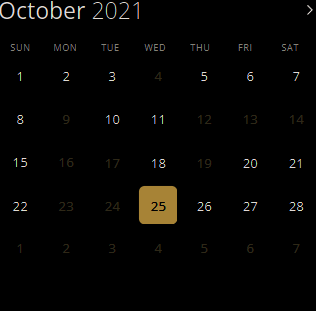 October 2021
SUN MON TUE WED THU FRI SAT
1 2 3 4 5 6 7
8 9 10 11 12 13 14
15 16 17 18 19 20 21
22 23 24 25 26 27 28
1 2 3 4 5 6 7